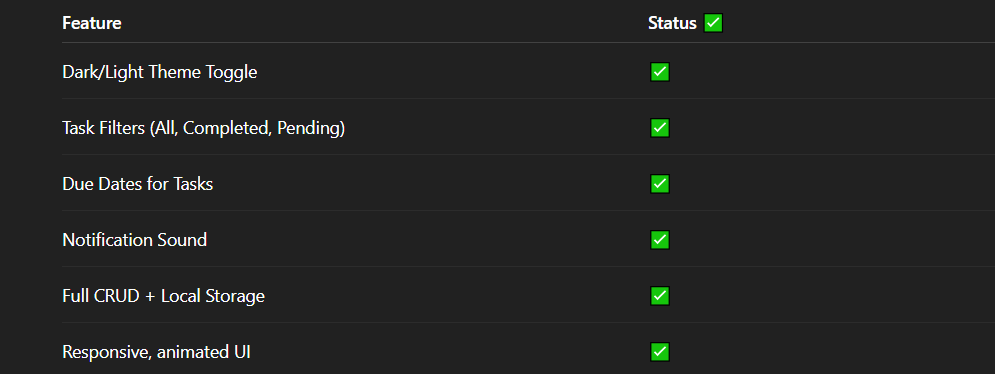 Feature Status ✅
Dark/Light Theme Toggle ✅
Task Filters (All, Completed, Pending) ✅
Due Dates for Tasks ✅
Notification Sound ✅
Full CRUD + Local Storage ✅
Responsive, animated UI ✅